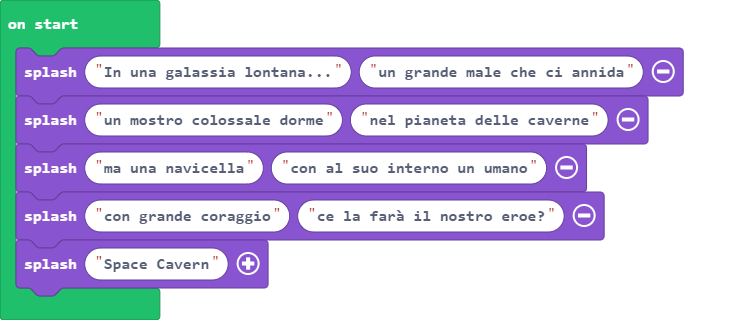 on start
splash "In una galassia lontana..." "un grande male che ci annida"
splash "un mostro colossale dorme" "nel pianeta delle caverne"
splash "ma una navicella" "con al suo interno un umano"
splash "con grande coraggio" "ce la farà il nostro eroe?"
splash "Space Cavern"